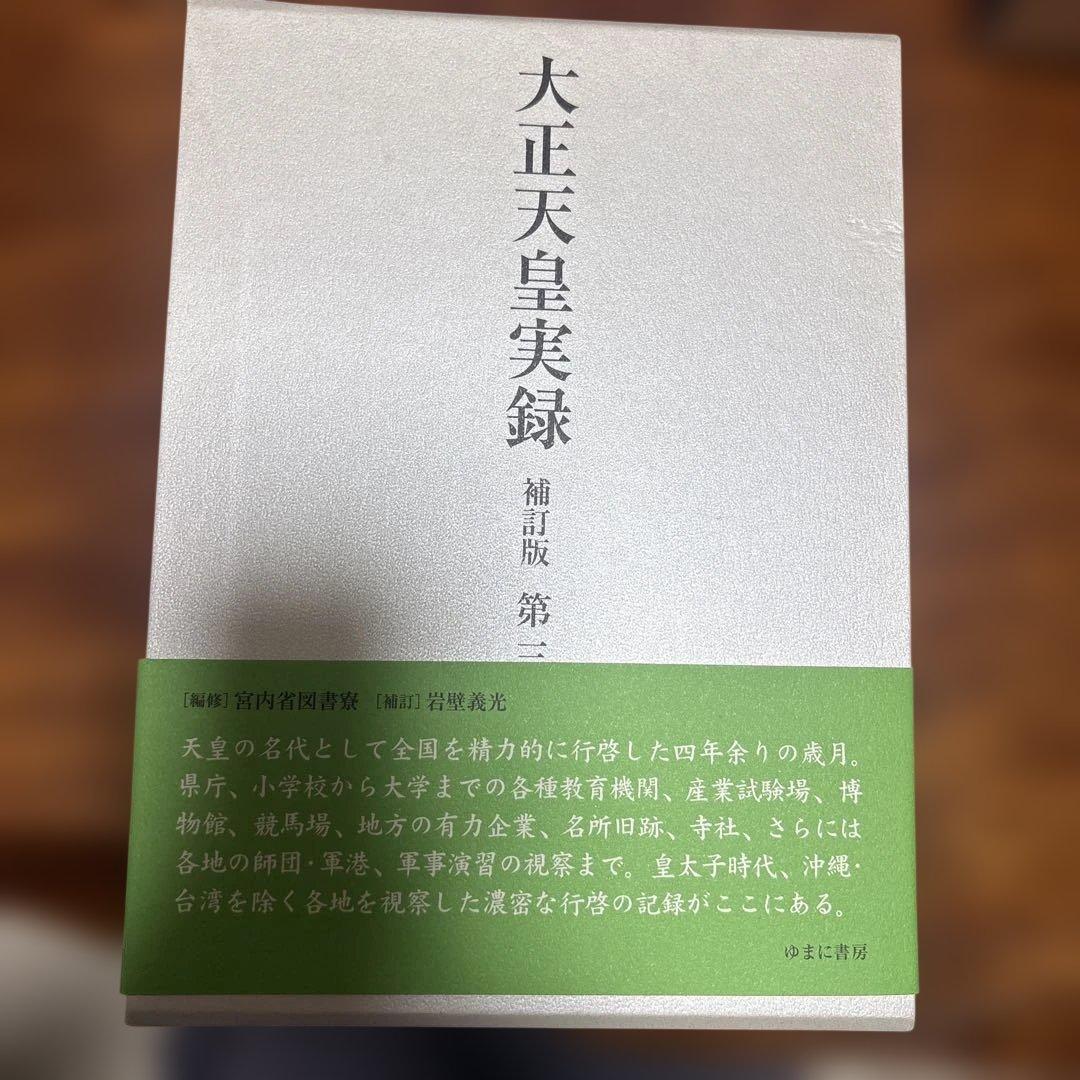 大正天皇実録 補訂版 第三
[編修]宮内省図書寮 [補訂]岩壁義光
天皇の名代として全国を精力的に行啓した四年余りの歳月。
県庁、小学校から大学までの各種教育機関、産業試験場、博
物館、競馬場、地方の有力企業、名所旧跡、寺社、さらには
各地の師団・軍港、軍事演習の視察まで。皇太子時代、沖縄・
台湾を除く各地を視察した濃密な行啓の記録がここにある。
ゆまに書房